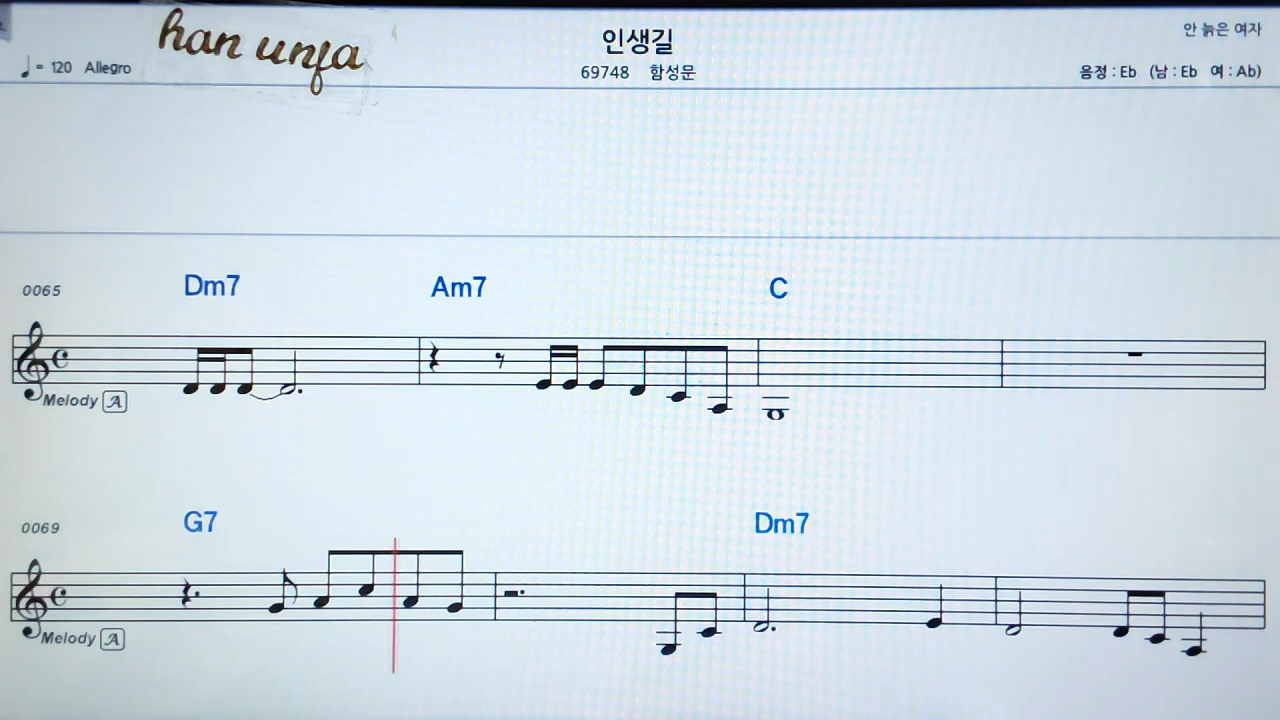 han unja
인생길
안 늙은 여자
♩= 120 Allegro
69748 함성문
음정 : Eb (남 : Eb 여 : Ab)
0065
Dm7 Am7 C
Melody A
0069
G7 Dm7
Melody A